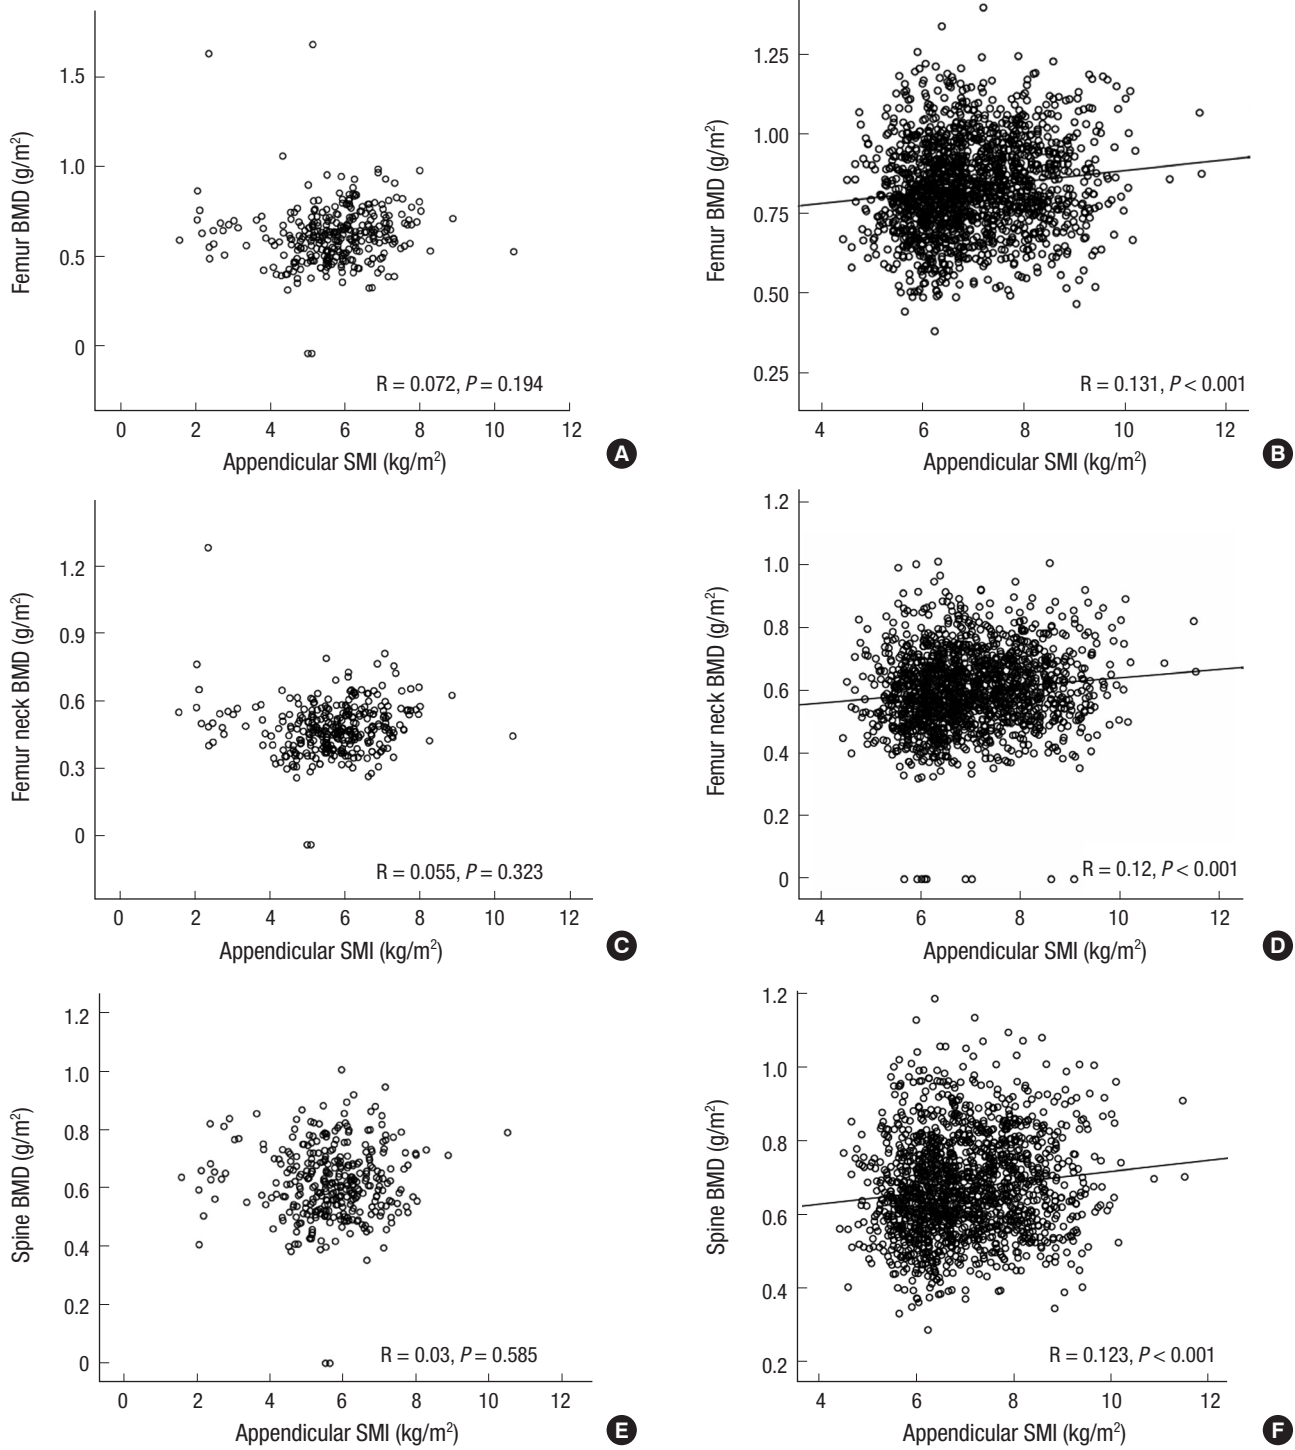 1.5
1.0
0.5
0
Femur BMD (g/m²)
R = 0.072, P = 0.194
0 2 4 6 8 10 12
Appendicular SMI (kg/m²)
A
1.25
1.00
0.75
0.50
0.25
Femur BMD (g/m²)
R = 0.131, P < 0.001
4 6 8 10 12
Appendicular SMI (kg/m²)
B
1.2
0.9
0.6
0.3
0
Femur neck BMD (g/m²)
R = 0.055, P = 0.323
0 2 4 6 8 10 12
Appendicular SMI (kg/m²)
C
1.2
1.0
0.8
0.6
0.4
0.2
0
Femur neck BMD (g/m²)
R = 0.12, P < 0.001
4 6 8 10 12
Appendicular SMI (kg/m²)
D
1.2
1.0
0.8
0.6
0.4
0.2
0
Spine BMD (g/m²)
R = 0.03, P = 0.585
0 2 4 6 8 10 12
Appendicular SMI (kg/m²)
E
1.2
1.0
0.8
0.6
0.4
0.2
Spine BMD (g/m²)
R = 0.123, P < 0.001
4 6 8 10 12
Appendicular SMI (kg/m²)
F